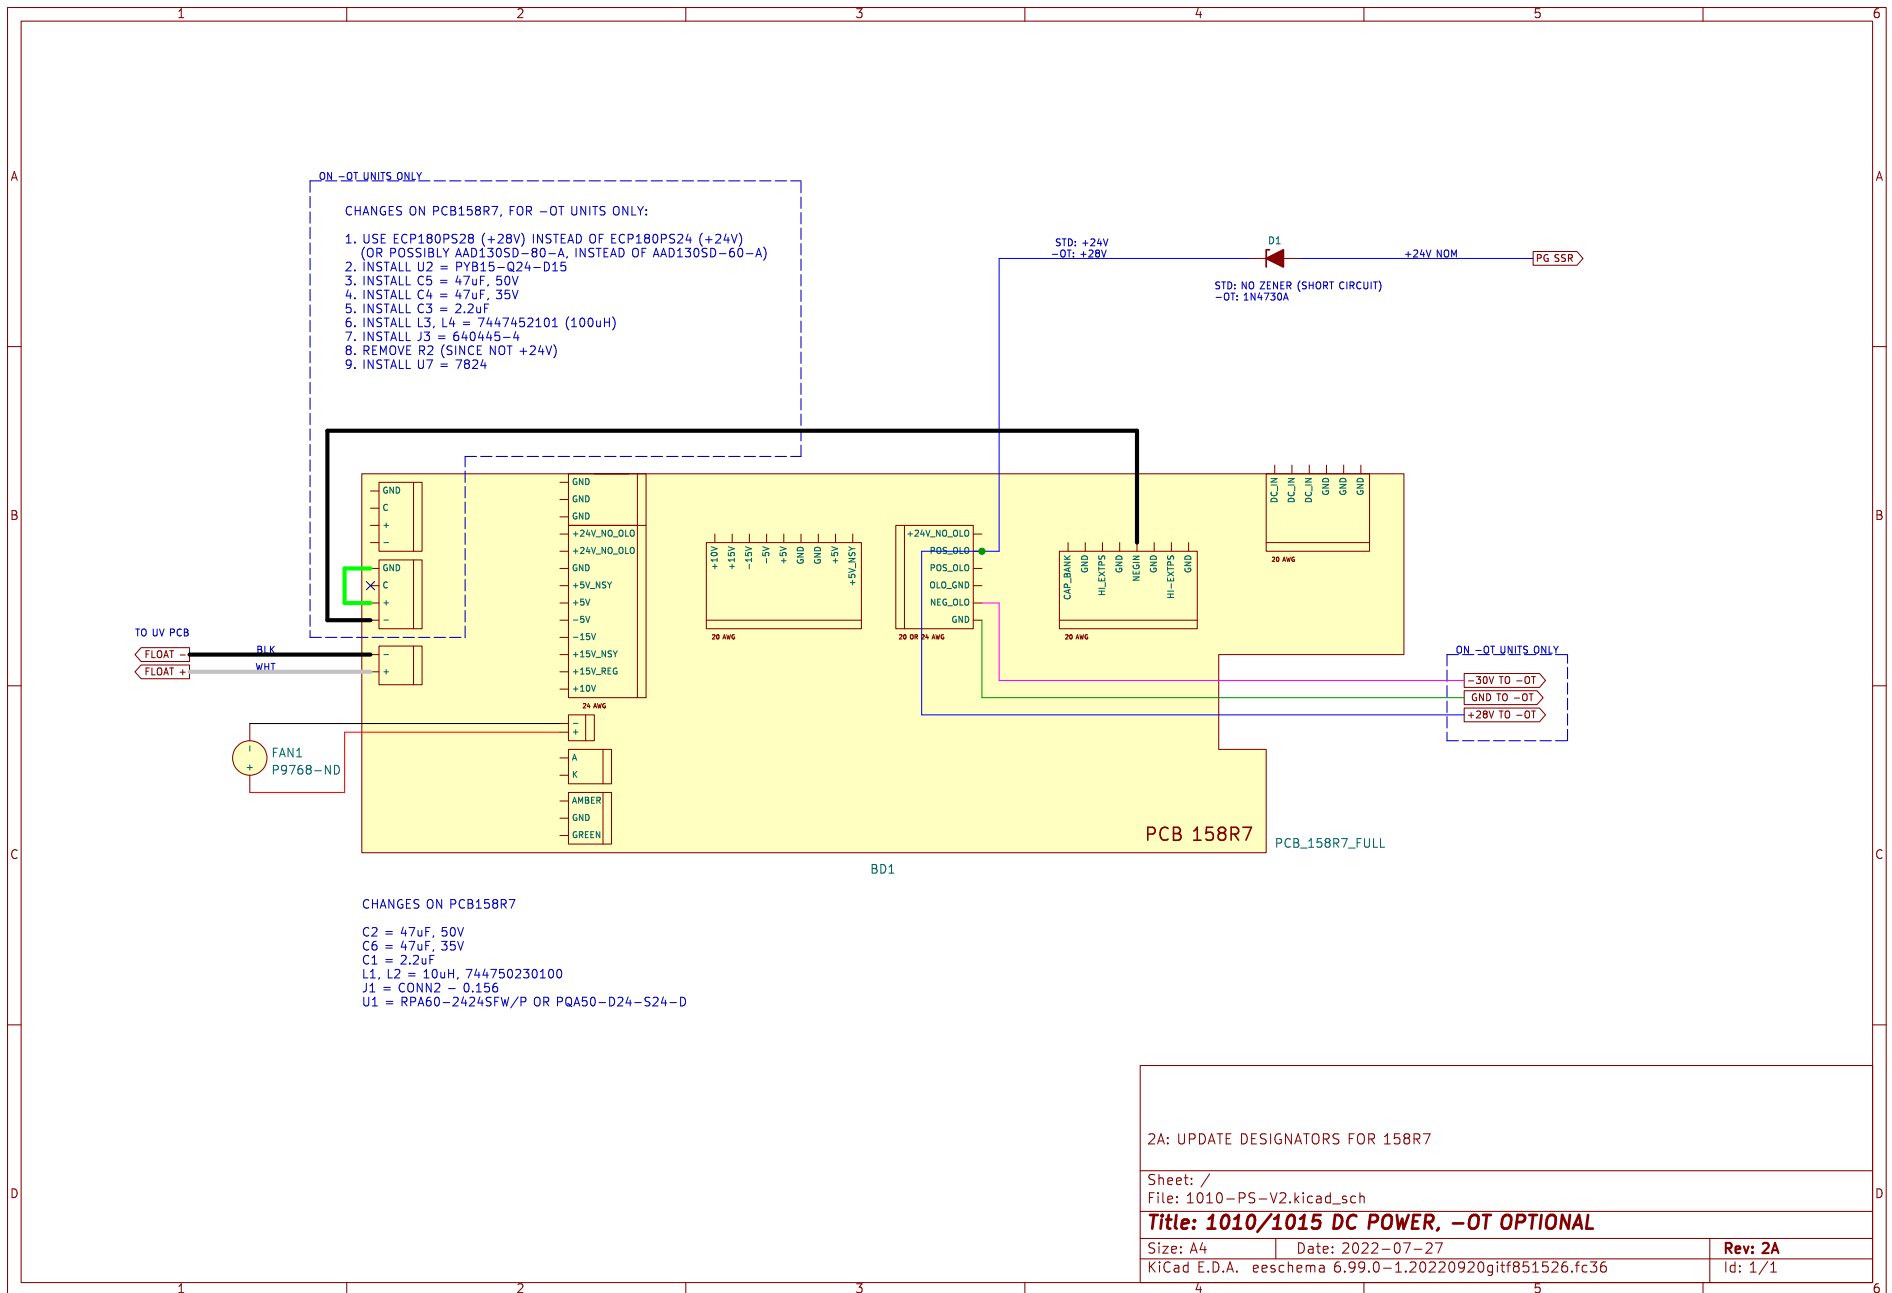 1 2 3 4 5 6
A
A
ON -OT UNITS ONLY
CHANGES ON PCB158R7, FOR -OT UNITS ONLY:
1. USE ECP180PS28 (+28V) INSTEAD OF ECP180PS24 (+24V)
(OR POSSIBLY AAD130SD-80-A, INSTEAD OF AAD130SD-60-A)
2. INSTALL U2 = PYB15-Q24-D15
3. INSTALL C5 = 47uF, 50V
4. INSTALL C4 = 47uF, 35V
5. INSTALL C3 = 2.2uF
6. INSTALL L3, L4 = 7447452101 (100uH)
7. INSTALL J3 = 640445-4
8. REMOVE R2 (SINCE NOT +24V)
9. INSTALL U7 = 7824
STD: +24V
-OT: +28V
D1
+24V NOM
PG SSR
STD: NO ZENER (SHORT CIRCUIT)
-OT: 1N4730A
B
B
GND
C
+
-
GND
C
+
-
-
+
TO UV PCB
FLOAT -
BLK
FLOAT +
WHT
GND
GND
GND
+24V_NO_OLO
+24V_NO_OLO
GND
+5V_NSY
+5V
-5V
-15V
+15V_NSY
+15V_REG
+10V
24 AWG
-
+
A
K
AMBER
GND
GREEN
+10V
+15V
-15V
-5V
+5V
GND
GND
+5V
+5V_NSY
20 AWG
+24V_NO_OLO
POS_OLO
POS_OLO
OLO_GND
NEG_OLO
GND
20 OR 24 AWG
CAP_BANK
GND
HI_EXTPS
GND
NEGIN
GND
HI-EXTPS
GND
20 AWG
DC_IN
DC_IN
DC_IN
GND
GND
GND
20 AWG
ON -OT UNITS ONLY
-30V TO -OT
GND TO -OT
+28V TO -OT
-
+
FAN1
P9768-ND
PCB 158R7
PCB_158R7_FULL
BD1
C
C
CHANGES ON PCB158R7
C2 = 47uF, 50V
C6 = 47uF, 35V
C1 = 2.2uF
L1, L2 = 10uH, 744750230100
J1 = CONN2 - 0.156
U1 = RPA60-2424SFW/P OR PQA50-D24-S24-D
D
D
2A: UPDATE DESIGNATORS FOR 158R7
Sheet: /
File: 1010-PS-V2.kicad_sch
Title: 1010/1015 DC POWER, -OT OPTIONAL
Size: A4 Date: 2022-07-27 Rev: 2A
KiCad E.D.A. eeschema 6.99.0-1.20220920gitf851526.fc36 Id: 1/1
1 2 3 4 5 6